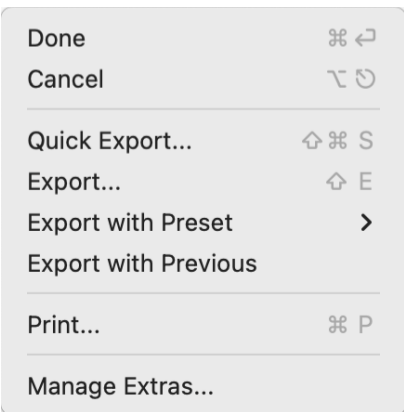 Done ⌘ ↩
Cancel ⌥ ⎋
Quick Export... ⇧ ⌘ S
Export... ⇧ E
Export with Preset >
Export with Previous
Print... ⌘ P
Manage Extras...